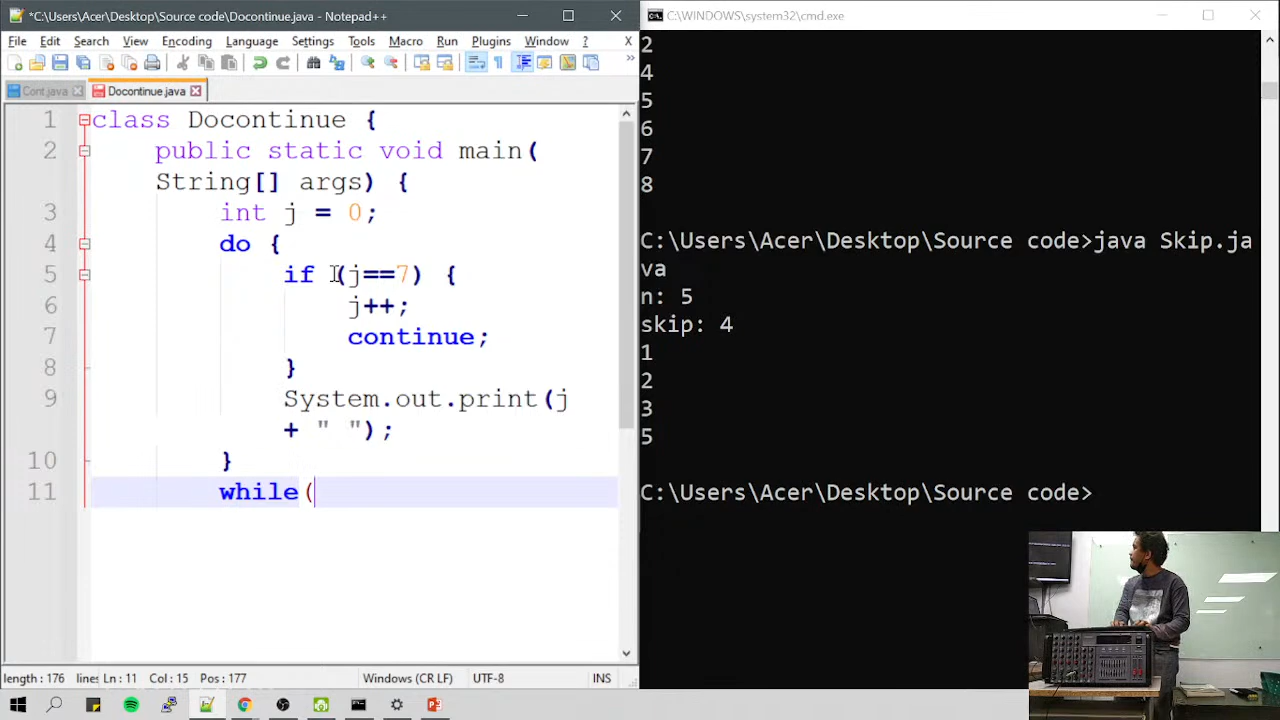 *C:\Users\Acer\Desktop\Source code\Docontinue.java - Notepad++
File Edit Search View Encoding Language Settings Tools Macro Run Plugins Window ? X
Cont.java
Docontinue.java
1 class Docontinue {
2 public static void main(
String[] args) {
3 int j = 0;
4 do {
5 if (j==7) {
6 j++;
7 continue;
8 }
9 System.out.print(j
+ " ");
10 }
11 while(
length: 176 lines Ln: 11 Col: 15 Pos: 177 Windows (CR LF) UTF-8 INS
C:\WINDOWS\system32\cmd.exe
2
4
5
6
7
8
C:\Users\Acer\Desktop\Source code>java Skip.ja
va
n: 5
skip: 4
1
2
3
5
C:\Users\Acer\Desktop\Source code>